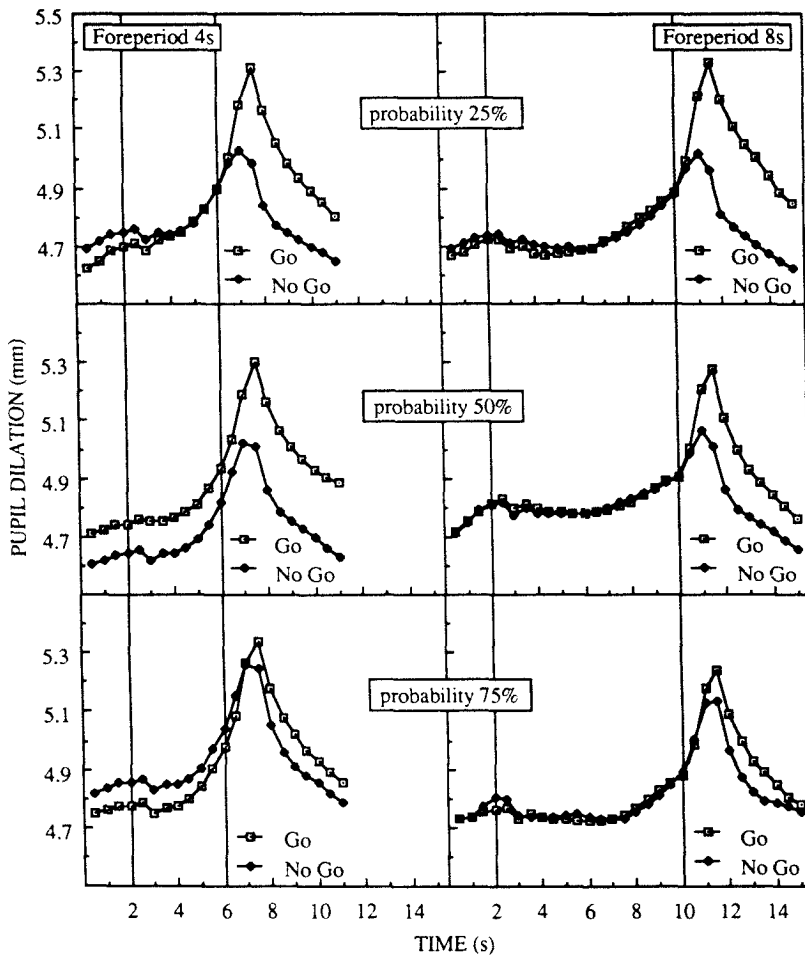 5.5
Foreperiod 4s
Foreperiod 8s
5.3
probability 25%
5.1
4.9
4.7
Go
No Go
Go
No Go
5.3
probability 50%
5.1
4.9
4.7
Go
No Go
Go
No Go
PUPIL DILATION (mm)
5.3
probability 75%
5.1
4.9
4.7
Go
No Go
Go
No Go
2 4 6 8 10 12 2 4 6 8 10 12 14
TIME (s)